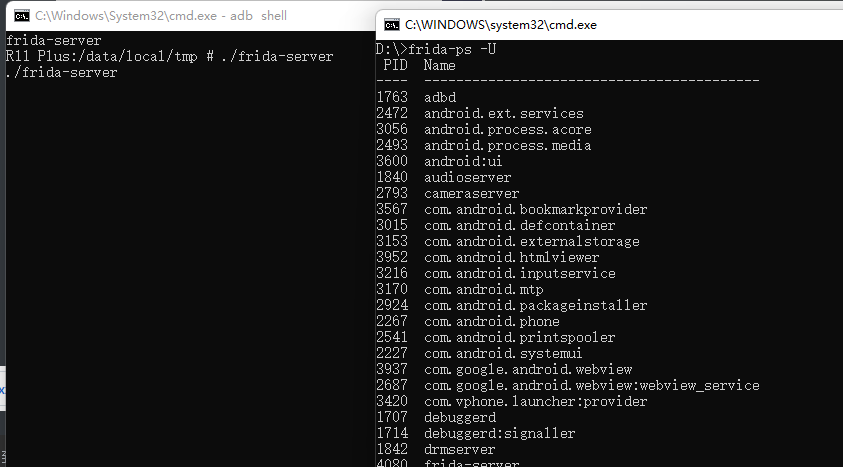 C:\Windows\System32\cmd.exe - adb shell
frida-server
R11 Plus:/data/local/tmp # ./frida-server
./frida-server
C:\WINDOWS\system32\cmd.exe
D:\>frida-ps -U
PID Name
---- ------------------------------------------
1763 adbd
2472 android.ext.services
3056 android.process.acore
2493 android.process.media
3600 android:ui
1840 audioserver
2793 cameraserver
3567 com.android.bookmarkprovider
3015 com.android.defcontainer
3153 com.android.externalstorage
3952 com.android.htmlviewer
3216 com.android.inputservice
3170 com.android.mtp
2924 com.android.packageinstaller
2267 com.android.phone
2541 com.android.printspooler
2227 com.android.systemui
3937 com.google.android.webview
2687 com.google.android.webview:webview_service
3420 com.vphone.launcher:provider
1707 debuggerd
1714 debuggerd:signaller
1842 drmserver
4080 frida-server